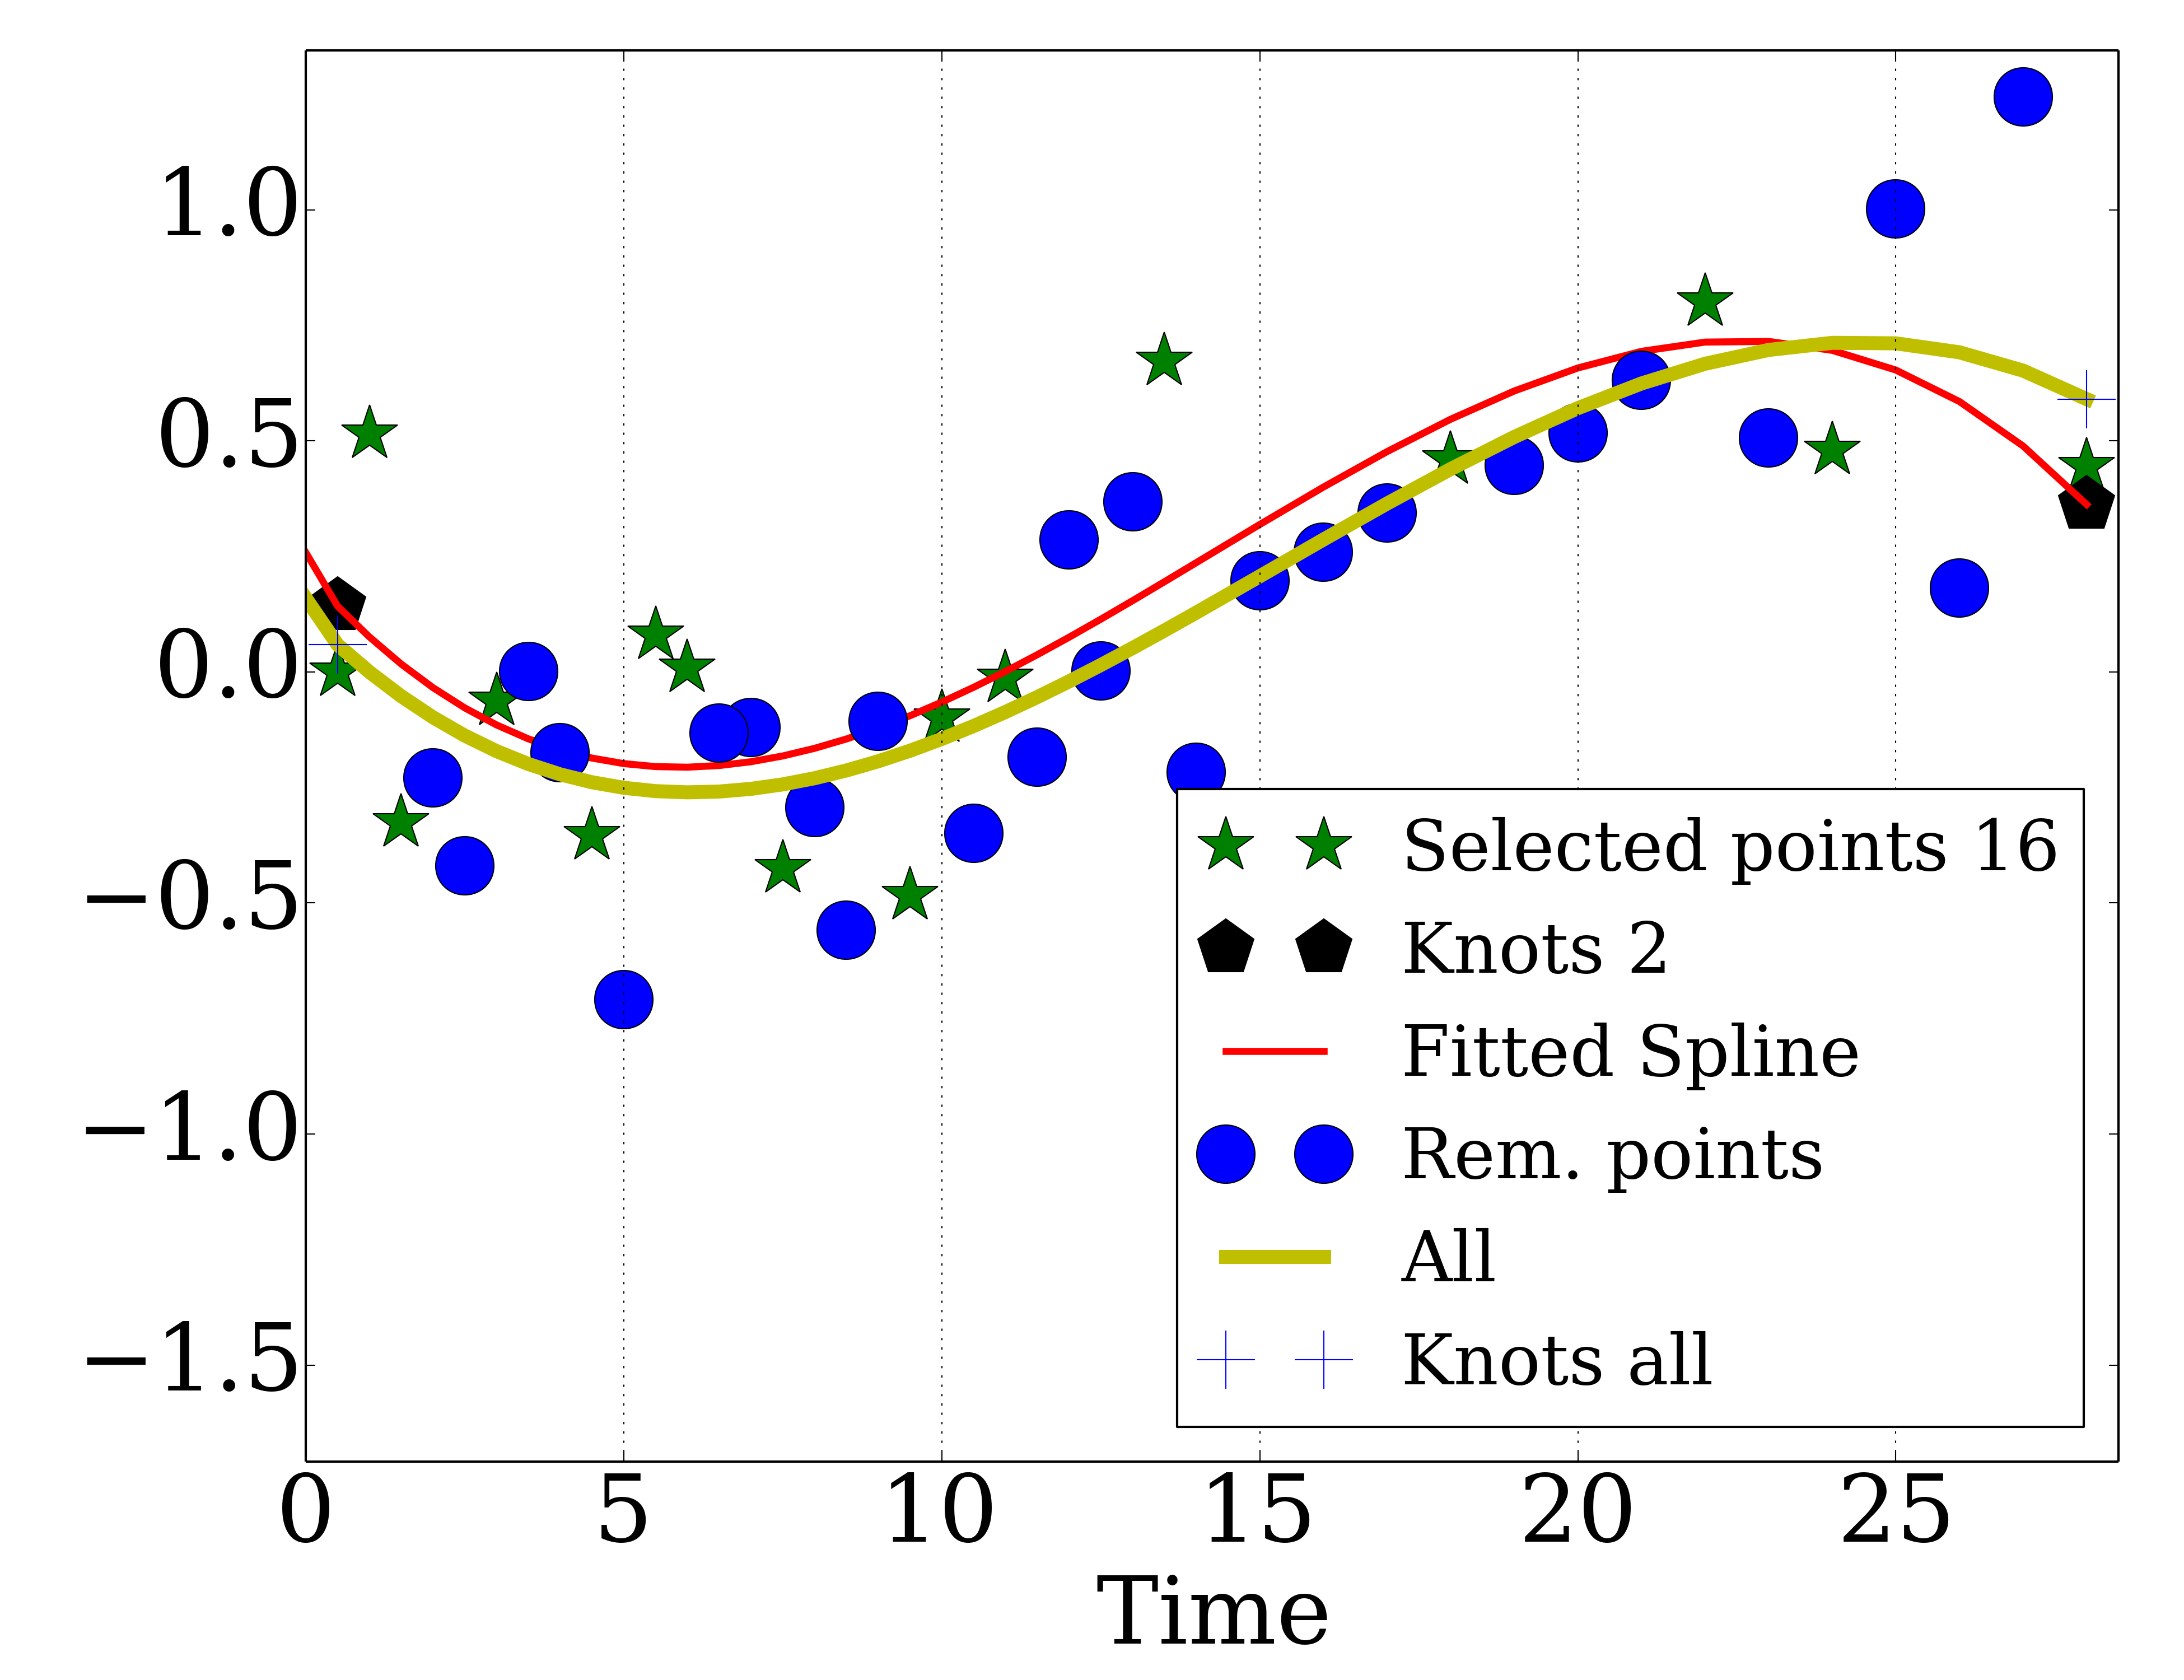 1.0
0.5
0.0
−0.5
−1.0
−1.5
0 5 10 15 20 25
Time
Selected points 16
Knots 2
Fitted Spline
Rem. points
All
Knots all